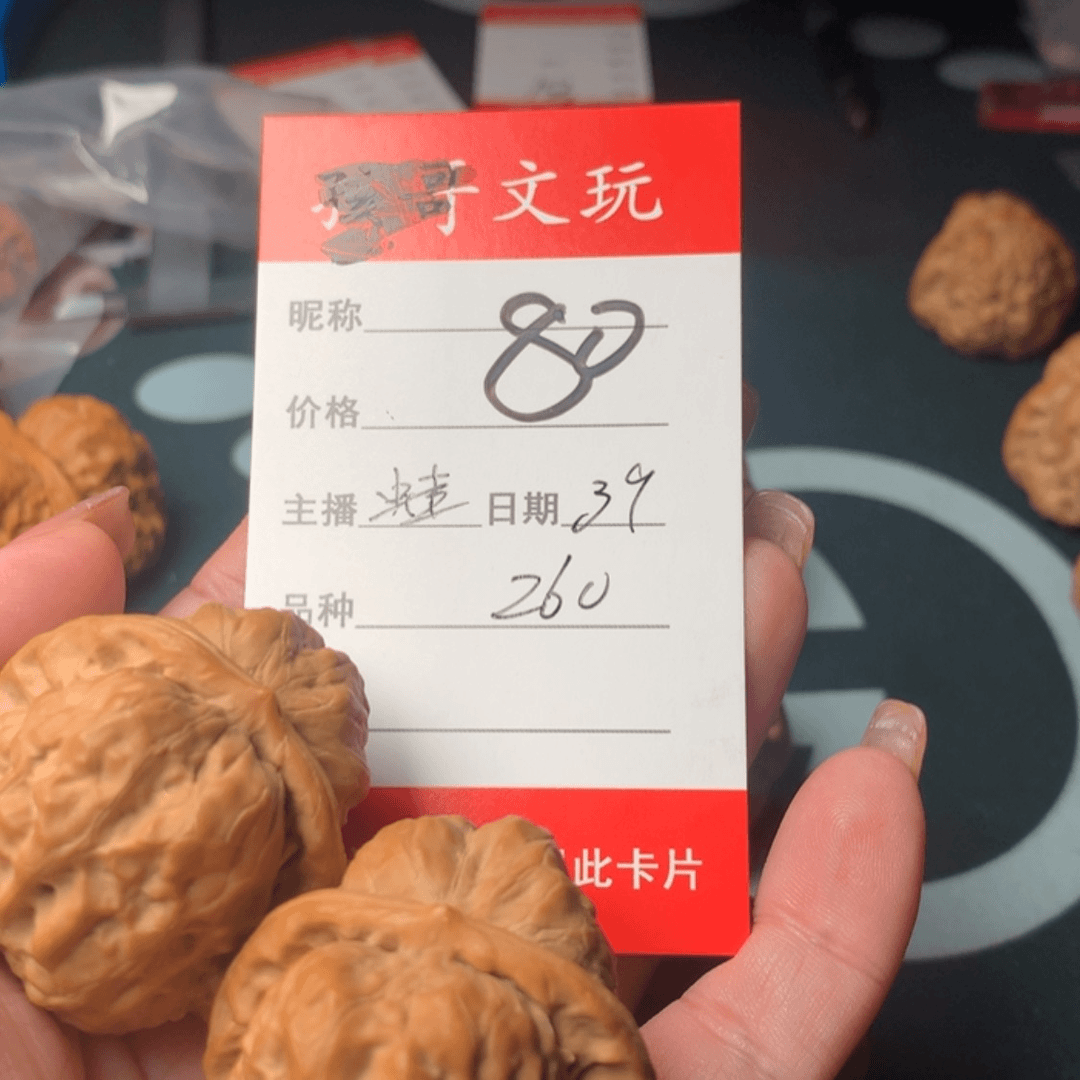 哥文玩
昵称 80
价格
主播 日期 39
品种 260
此卡片